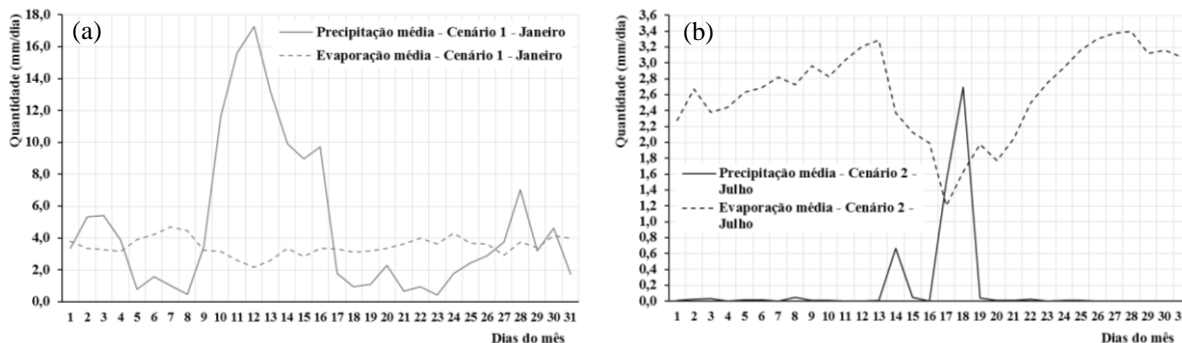 (a)
Quantidade (mm/dia)
18,0
16,0
14,0
12,0
10,0
8,0
6,0
4,0
2,0
0,0
Precipitação média - Cenário 1 - Janeiro
Evaporação média - Cenário 1 - Janeiro
1 2 3 4 5 6 7 8 9 10 11 12 13 14 15 16 17 18 19 20 21 22 23 24 25 26 27 28 29 30 31
Dias do mês
(b)
Quantidade (mm/dia)
3,6
3,4
3,2
3,0
2,8
2,6
2,4
2,2
2,0
1,8
1,6
1,4
1,2
1,0
0,8
0,6
0,4
0,2
0,0
Precipitação média - Cenário 2 -
Julho
Evaporação média - Cenário 2 -
Julho
1 2 3 4 5 6 7 8 9 10 11 12 13 14 15 16 17 18 19 20 21 22 23 24 25 26 27 28 29 30 3
Dias do mês